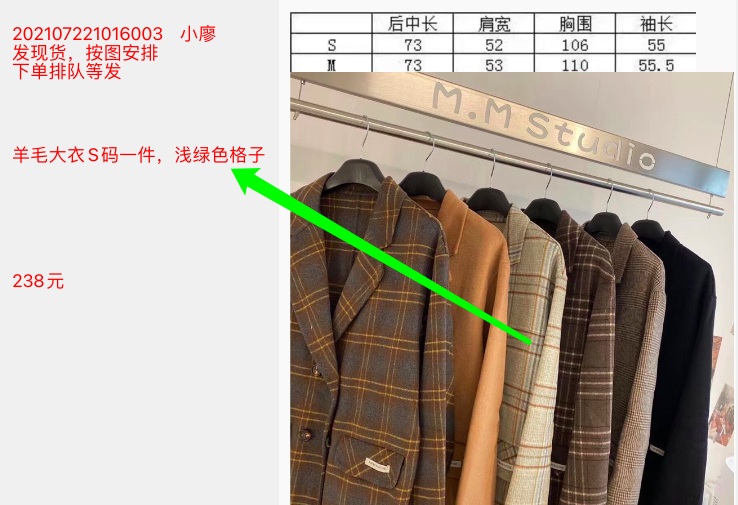 202107221016003 小廖
发现货，按图安排
下单排队等发
羊毛大衣S码一件，浅绿色格子
238元
后中长 肩宽 胸围 袖长
S 73 52 106 55
M 73 53 110 55.5
M.M Studio